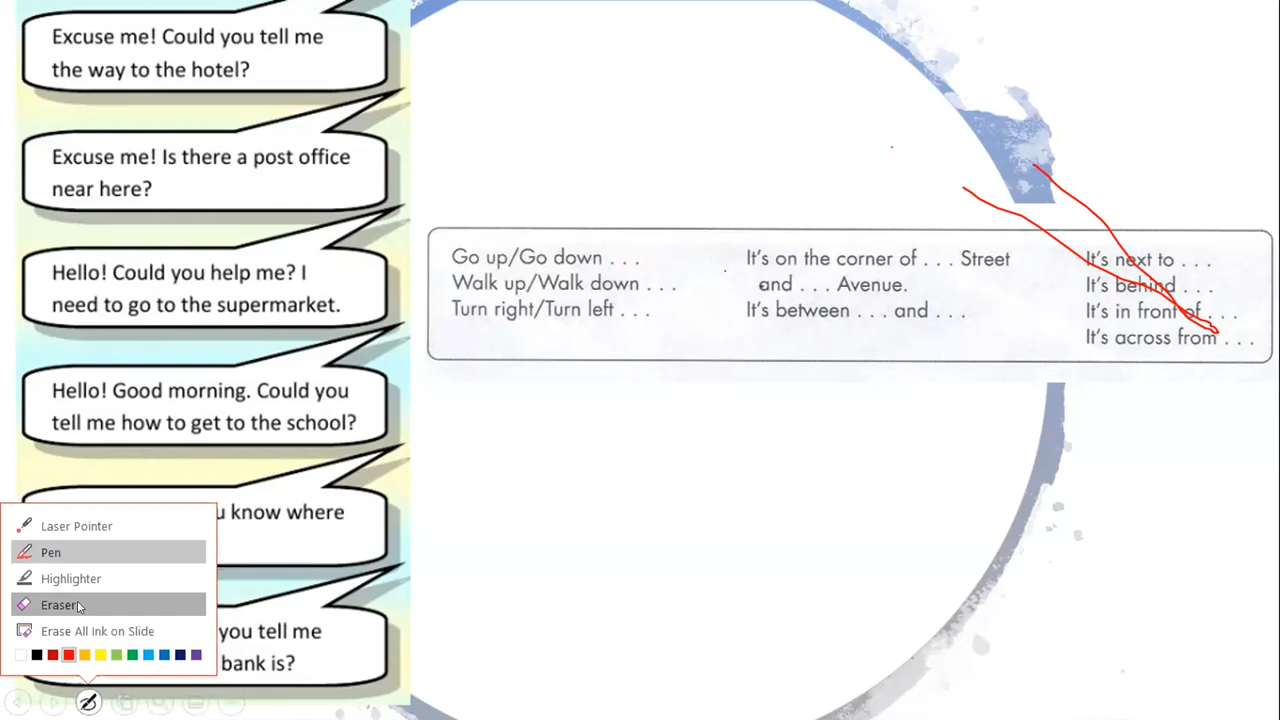 Excuse me! Could you tell me
the way to the hotel?
Excuse me! Is there a post office
near here?
Hello! Could you help me? I
need to go to the supermarket.
Hello! Good morning. Could you
tell me how to get to the school?
u know where
you tell me
bank is?
Go up/Go down . . .
Walk up/Walk down . . .
Turn right/Turn left . . .
It's on the corner of . . . Street
and . . . Avenue.
It's between . . . and . . .
It's next to . . .
It's behind . . .
It's in front of . . .
It's across from . . .
Laser Pointer
Pen
Highlighter
Eraser
Erase All Ink on Slide